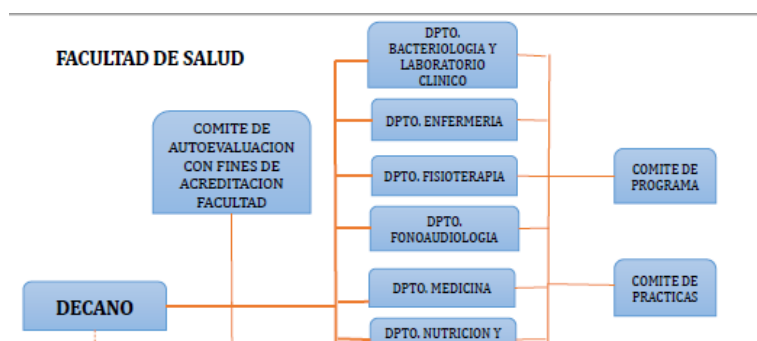 FACULTAD DE SALUD
DPTO.
BACTERIOLOGIA Y
LABORATORIO
CLINICO
COMITE DE
AUTOEVALUACION
CON FINES DE
ACREDITACION
FACULTAD
DPTO. ENFERMERIA
DPTO. FISIOTERAPIA
COMITE DE
PROGRAMA
DPTO.
FONOAUDIOLOGIA
DECANO
DPTO. MEDICINA
COMITE DE
PRACTICAS
DPTO. NUTRICION Y